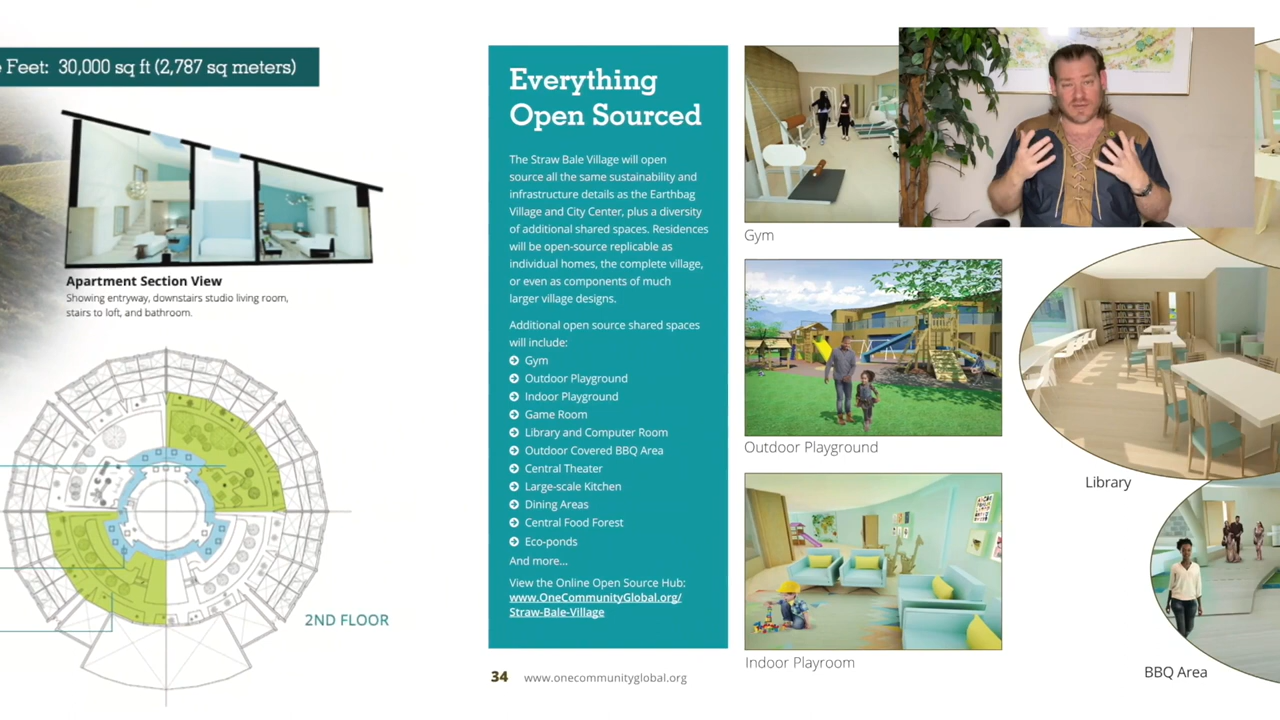 Feet: 30,000 sq ft (2,787 sq meters)
Apartment Section View
Showing entryway, downstairs studio living room,
stairs to loft, and bathroom.
2ND FLOOR
Everything
Open Sourced
The Straw Bale Village will open
source all the same sustainability and
infrastructure details as the Earthbag
Village and City Center, plus a diversity
of additional shared spaces. Residences
will be open-source replicable as
individual homes, the complete village,
or even as components of much
larger village designs.
Additional open source shared spaces
will include:
Gym
Outdoor Playground
Indoor Playground
Game Room
Library and Computer Room
Outdoor Covered BBQ Area
Central Theater
Large-scale Kitchen
Dining Areas
Central Food Forest
Eco-ponds
And more...
View the Online Open Source Hub:
www.OneCommunityGlobal.org/
Straw-Bale-Village
34 www.onecommunityglobal.org
Gym
Outdoor Playground
Indoor Playroom
Library
BBQ Area